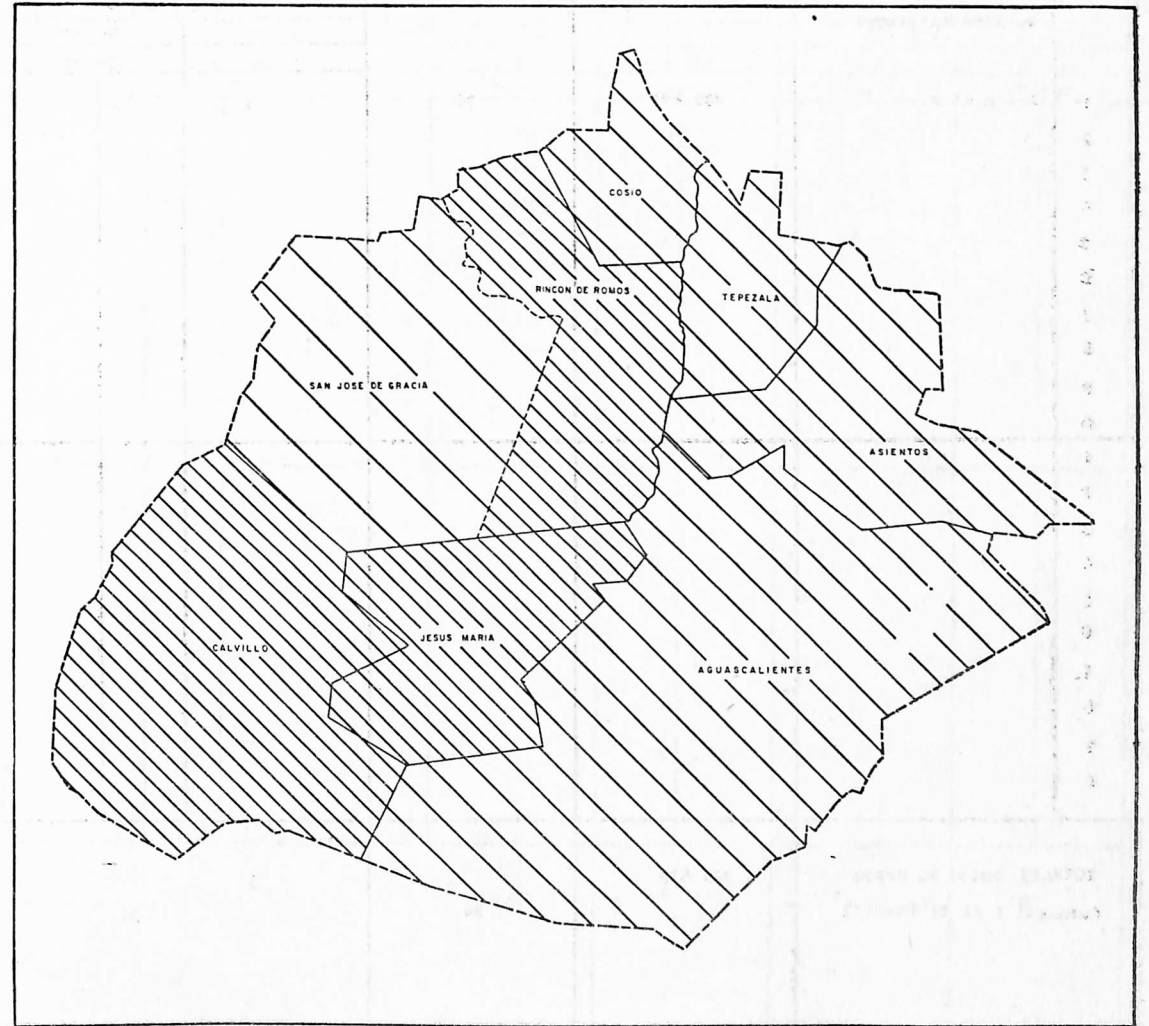 COSIO
RINCON DE ROMOS
TEPEZALA
SAN JOSE DE GRACIA
ASIENTOS
JESUS MARIA
CALVILLO
AGUASCALIENTES